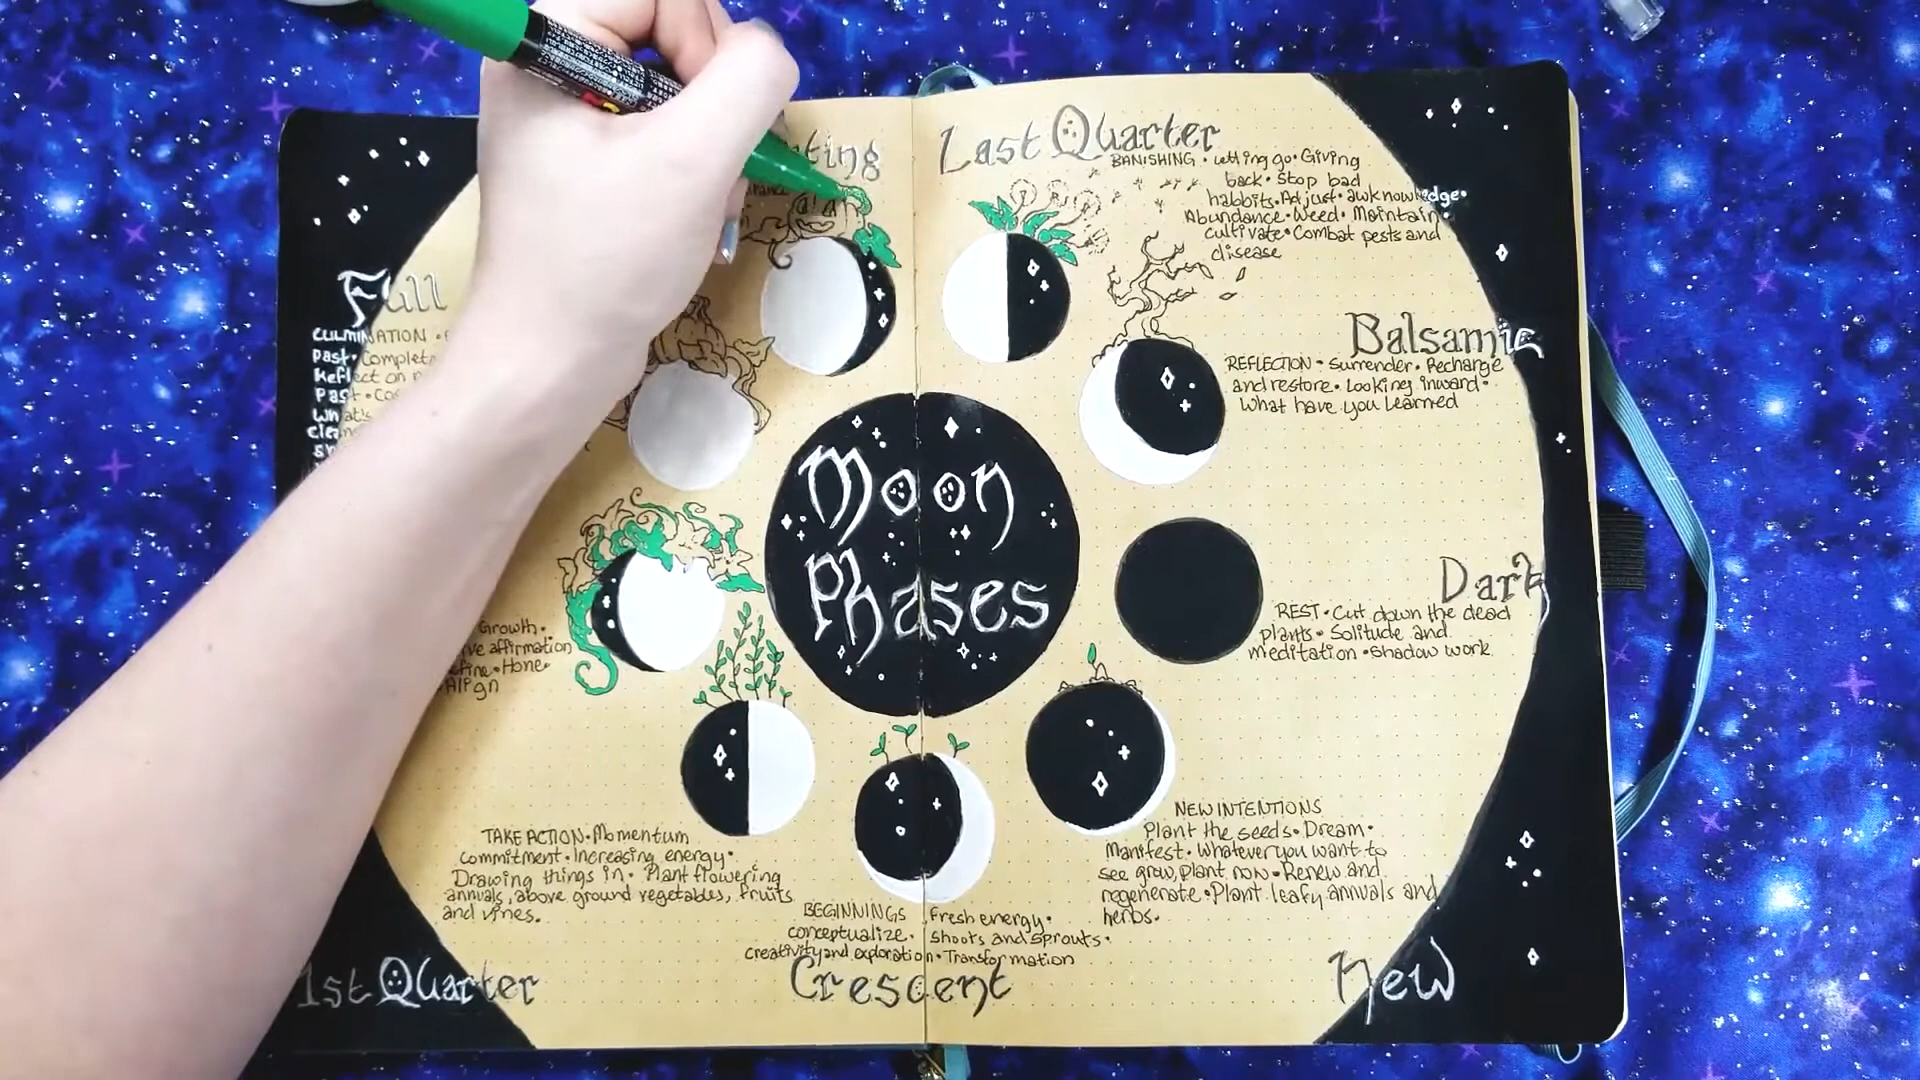 Moon
Phases
Last Quarter
BANISHING • Letting go • Giving
back • Stop bad
habbits • Adjust • awknowledge •
Abundance • Weed • Maintain •
cultivate • Combat pests and
disease
Balsamic
REFLECTION • Surrender • Recharge
and restore • Looking inward •
What have you learned
Dark
REST • Cut down the dead
plants • Solitude and
meditation • Shadow work
NEW INTENTIONS
Plant the seeds • Dream •
Manifest • Whatever you want to
see grow, plant now • Renew and
regenerate • Plant leafy annuals and
herbs.
New
BEGINNINGS Fresh energy •
conceptualize • Shoots and sprouts •
creativity and exploration • Transformation
Crescent
TAKE ACTION • Momentum
commitment • Increasing energy •
Drawing things in • Plant flowering
annuals, above ground vegetables, fruits
and vines.
1st Quarter
Growth •
affirmation
Hone •
Align
Full
CULMINATION •
Past •
Reflect on
Past •
What's